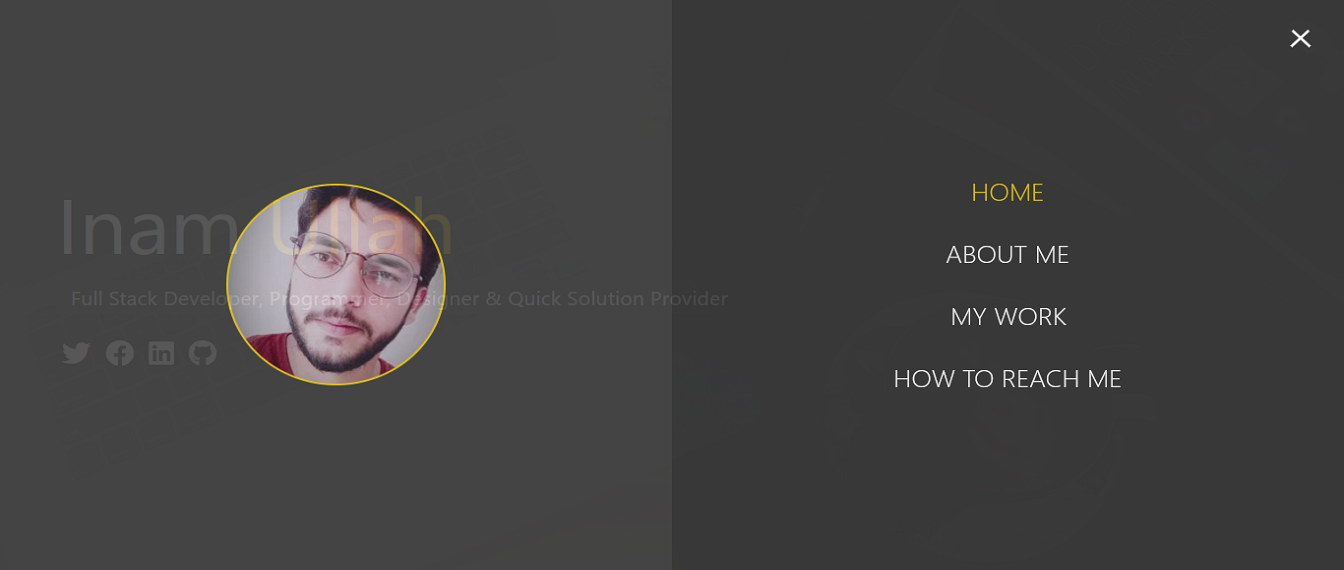 Inam Ullah
Full Stack Developer, Programmer, Designer & Quick Solution Provider
HOME
ABOUT ME
MY WORK
HOW TO REACH ME